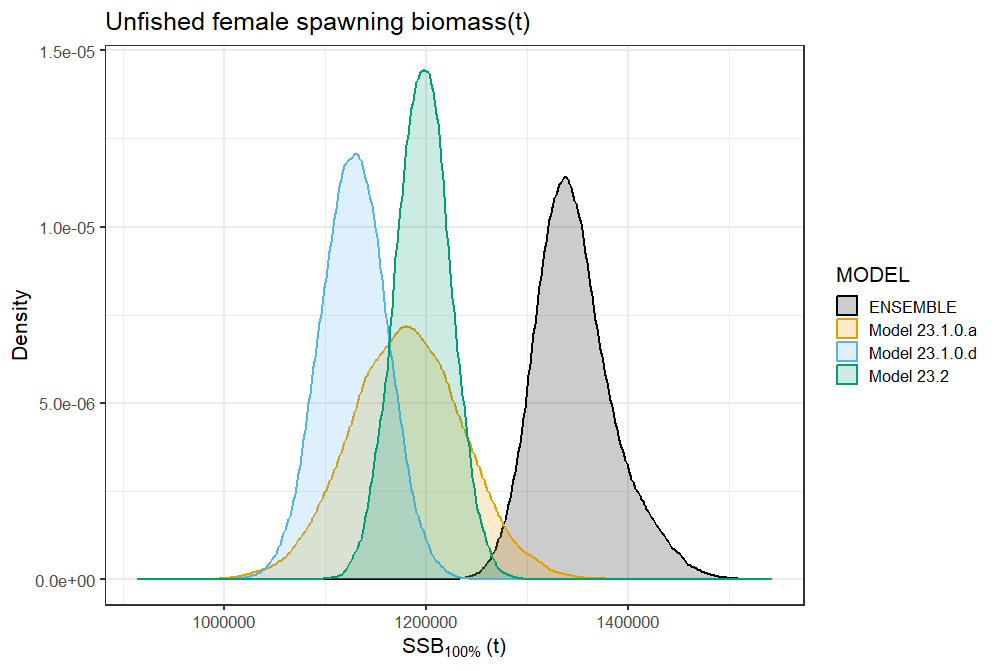 Unfished female spawning biomass(t)
1.5e-05
1.0e-05
5.0e-06
0.0e+00
Density
1000000
1200000
1400000
SSB100% (t)
MODEL
ENSEMBLE
Model 23.1.0.a
Model 23.1.0.d
Model 23.2